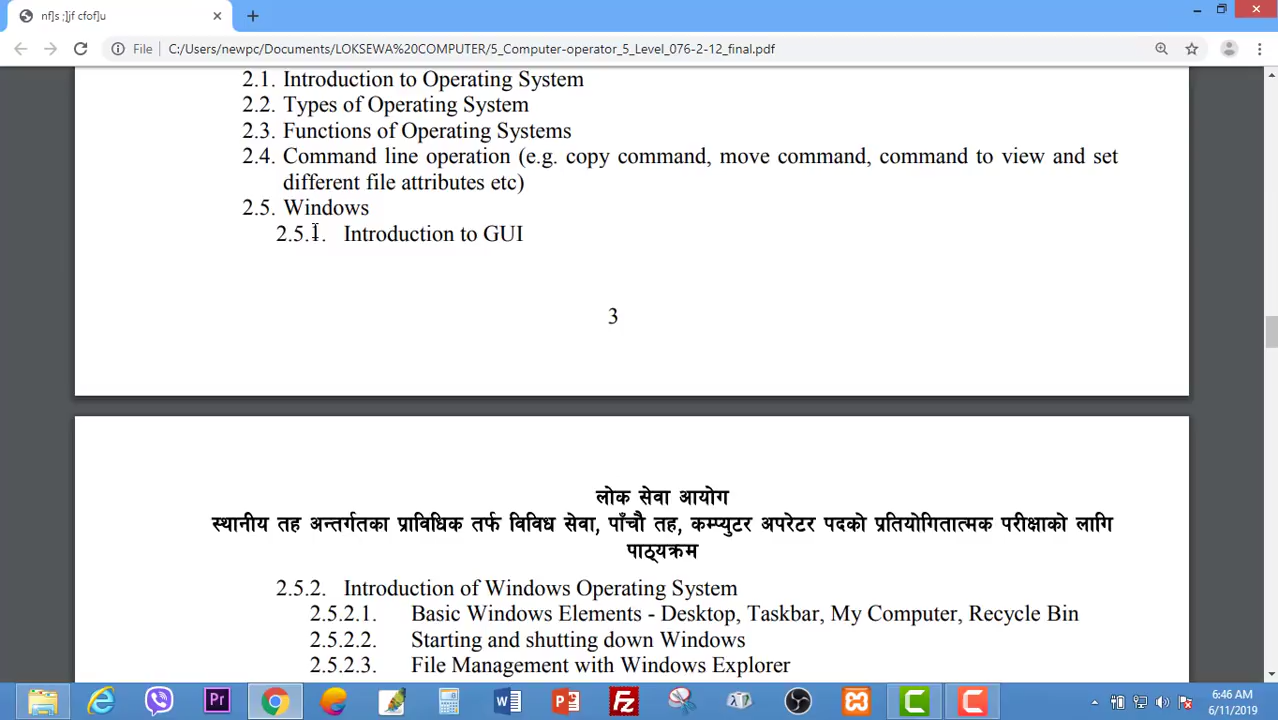 nf]s ;]jf cfof]u
File
C:/Users/newpc/Documents/LOKSEWA%20COMPUTER/5_Computer-operator_5_Level_076-2-12_final.pdf
2.1. Introduction to Operating System
2.2. Types of Operating System
2.3. Functions of Operating Systems
2.4. Command line operation (e.g. copy command, move command, command to view and set
different file attributes etc)
2.5. Windows
2.5.1. Introduction to GUI
3
लोक सेवा आयोग
स्थानीय तह अन्तर्गतका प्राविधिक तर्फ विविध सेवा, पाँचौ तह, कम्प्युटर अपरेटर पदको प्रतियोगितात्मक परीक्षाको लागि
पाठ्यक्रम
2.5.2. Introduction of Windows Operating System
2.5.2.1. Basic Windows Elements - Desktop, Taskbar, My Computer, Recycle Bin
2.5.2.2. Starting and shutting down Windows
2.5.2.3. File Management with Windows Explorer
Pr
6:46 AM
6/11/2019